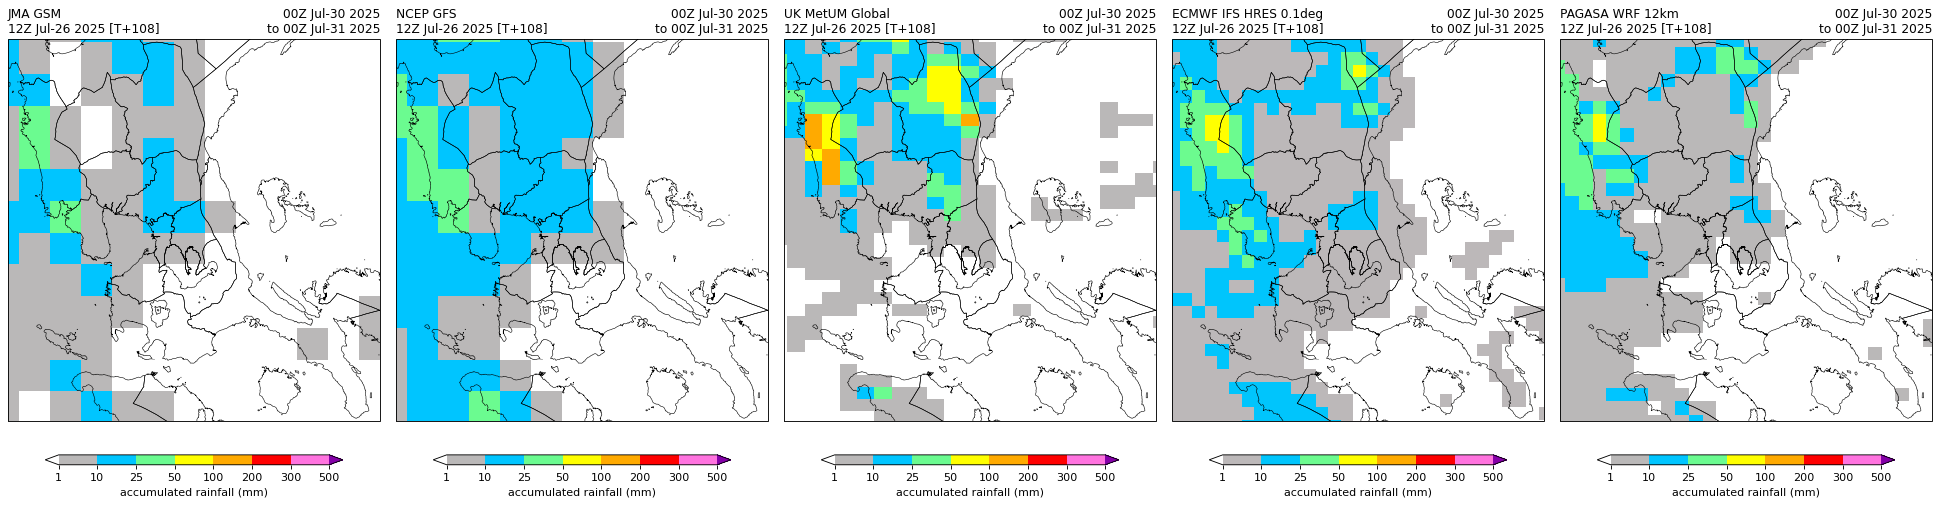 JMA GSM 00Z Jul-30 2025
12Z Jul-26 2025 [T+108] to 00Z Jul-31 2025
1 10 25 50 100 200 300 500
accumulated rainfall (mm)
NCEP GFS 00Z Jul-30 2025
12Z Jul-26 2025 [T+108] to 00Z Jul-31 2025
1 10 25 50 100 200 300 500
accumulated rainfall (mm)
UK MetUM Global 00Z Jul-30 2025
12Z Jul-26 2025 [T+108] to 00Z Jul-31 2025
1 10 25 50 100 200 300 500
accumulated rainfall (mm)
ECMWF IFS HRES 0.1deg 00Z Jul-30 2025
12Z Jul-26 2025 [T+108] to 00Z Jul-31 2025
1 10 25 50 100 200 300 500
accumulated rainfall (mm)
PAGASA WRF 12km 00Z Jul-30 2025
12Z Jul-26 2025 [T+108] to 00Z Jul-31 2025
1 10 25 50 100 200 300 500
accumulated rainfall (mm)